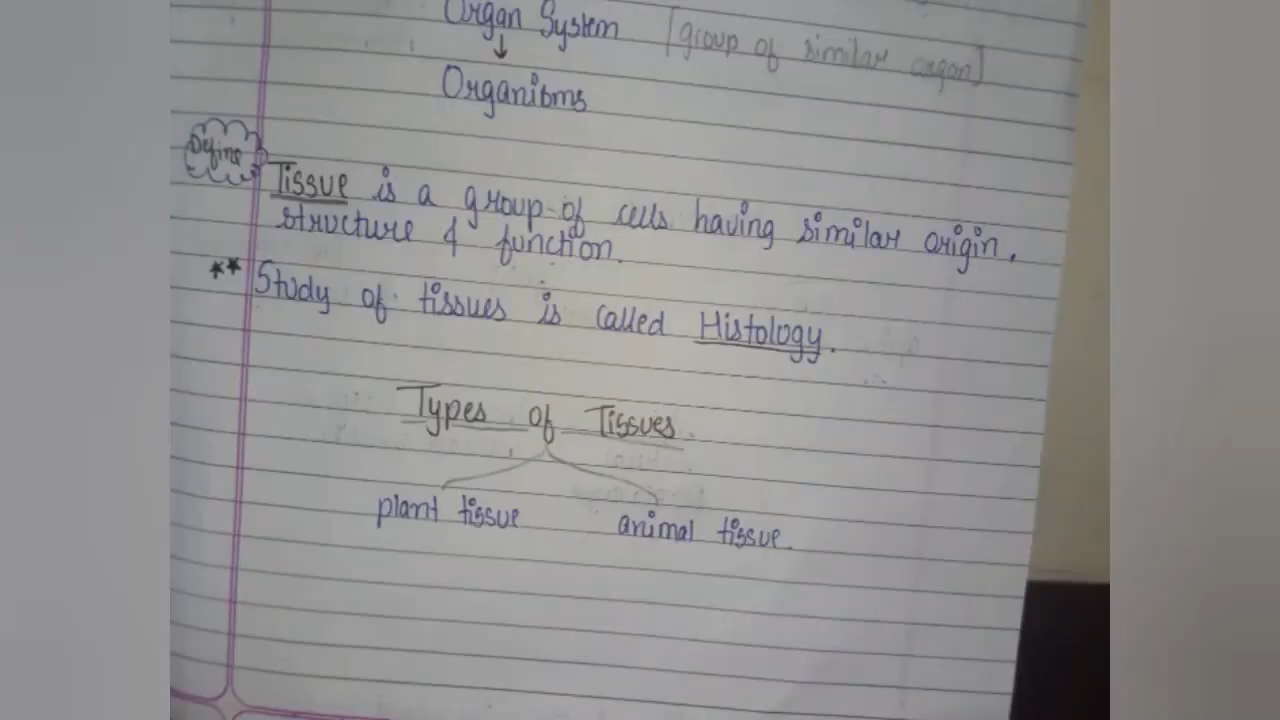 Organ System [group of similar organ]
↓
Organisms
Define
Tissue is a group of cells having similar origin,
structure & function.
** Study of tissues is called Histology.
Types of Tissues.
plant tissue animal tissue.